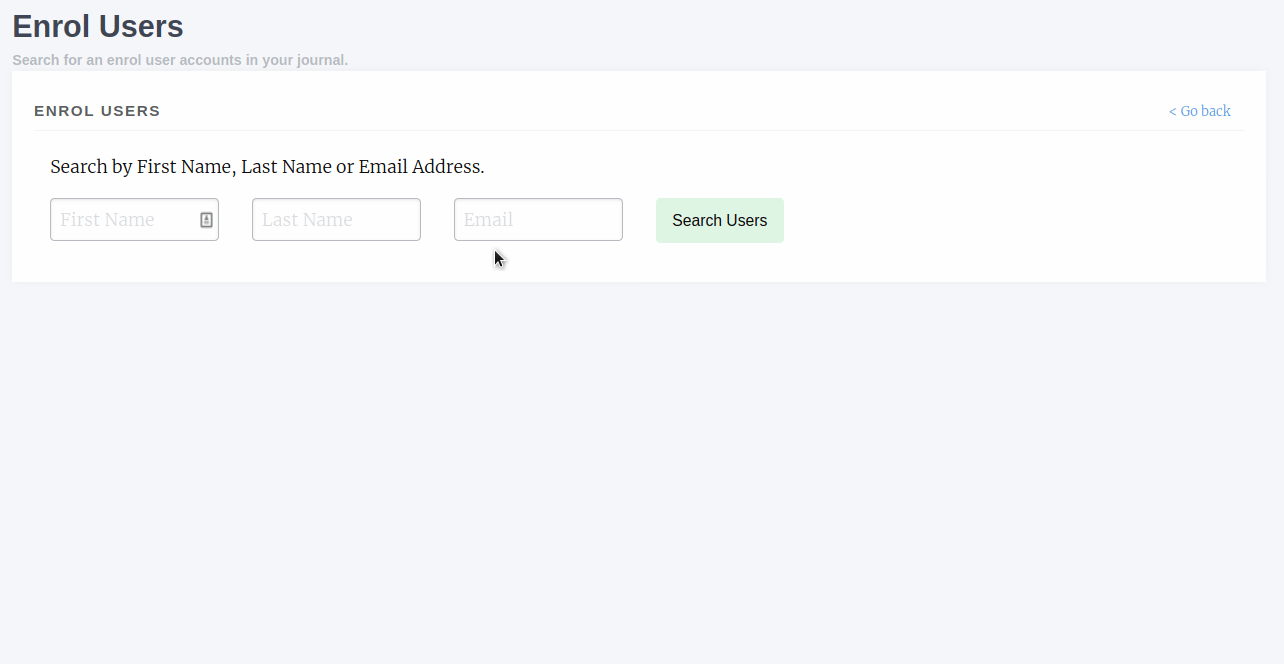 Enrol Users
Search for an enrol user accounts in your journal.
ENROL USERS
< Go back
Search by First Name, Last Name or Email Address.
First Name
Last Name
Email
Search Users